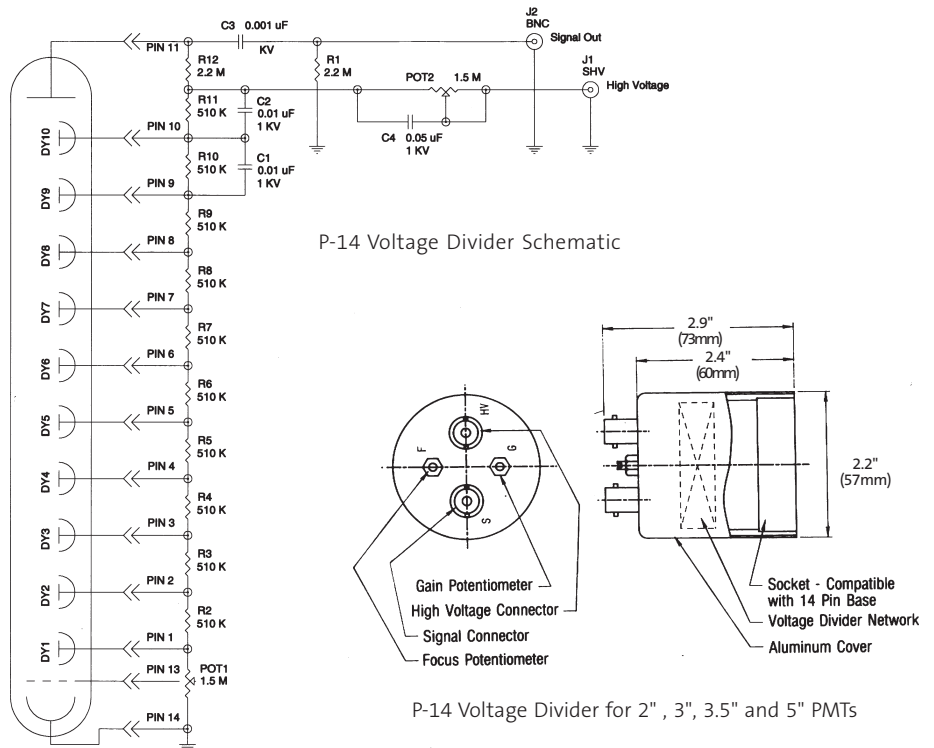 J2
BNC
Signal Out
C3 0.001 uF
KV
PIN 11
R12
2.2 M
R1
2.2 M
J1
SHV
High Voltage
POT2 1.5 M
R11
510 K
C2
0.01 uF
1 KV
C4 0.05 uF
1 KV
DY10
PIN 10
R10
510 K
C1
0.01 uF
1 KV
DY9
PIN 9
R9
510 K
DY8
PIN 8
P-14 Voltage Divider Schematic
R8
510 K
DY7
PIN 7
R7
510 K
DY6
PIN 6
R6
510 K
DY5
PIN 5
R5
510 K
DY4
PIN 4
R4
510 K
DY3
PIN 3
R3
510 K
DY2
PIN 2
R2
510 K
DY1
PIN 1
PIN 13
POT1
1.5 M
PIN 14
HV
F
G
S
Gain Potentiometer
High Voltage Connector
Signal Connector
Focus Potentiometer
2.9"
(73mm)
2.4"
(60mm)
2.2"
(57mm)
Socket - Compatible
with 14 Pin Base
Voltage Divider Network
Aluminum Cover
P-14 Voltage Divider for 2" , 3", 3.5" and 5" PMTs